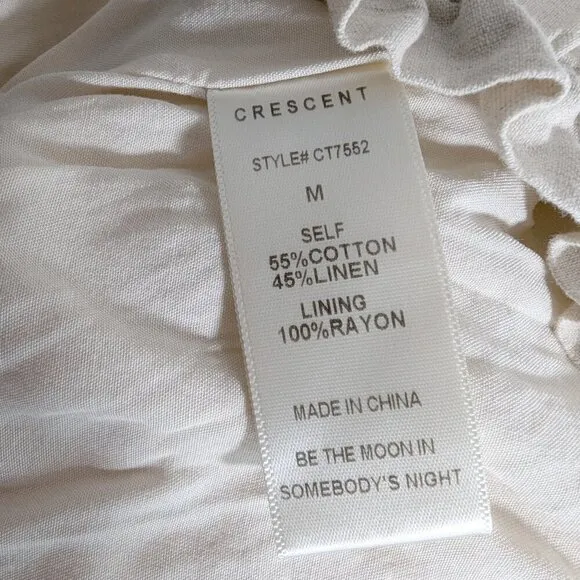 CRESCENT
STYLE# CT7552
M
SELF
55%COTTON
45%LINEN
LINING
100%RAYON
MADE IN CHINA
BE THE MOON IN
SOMEBODY'S NIGHT